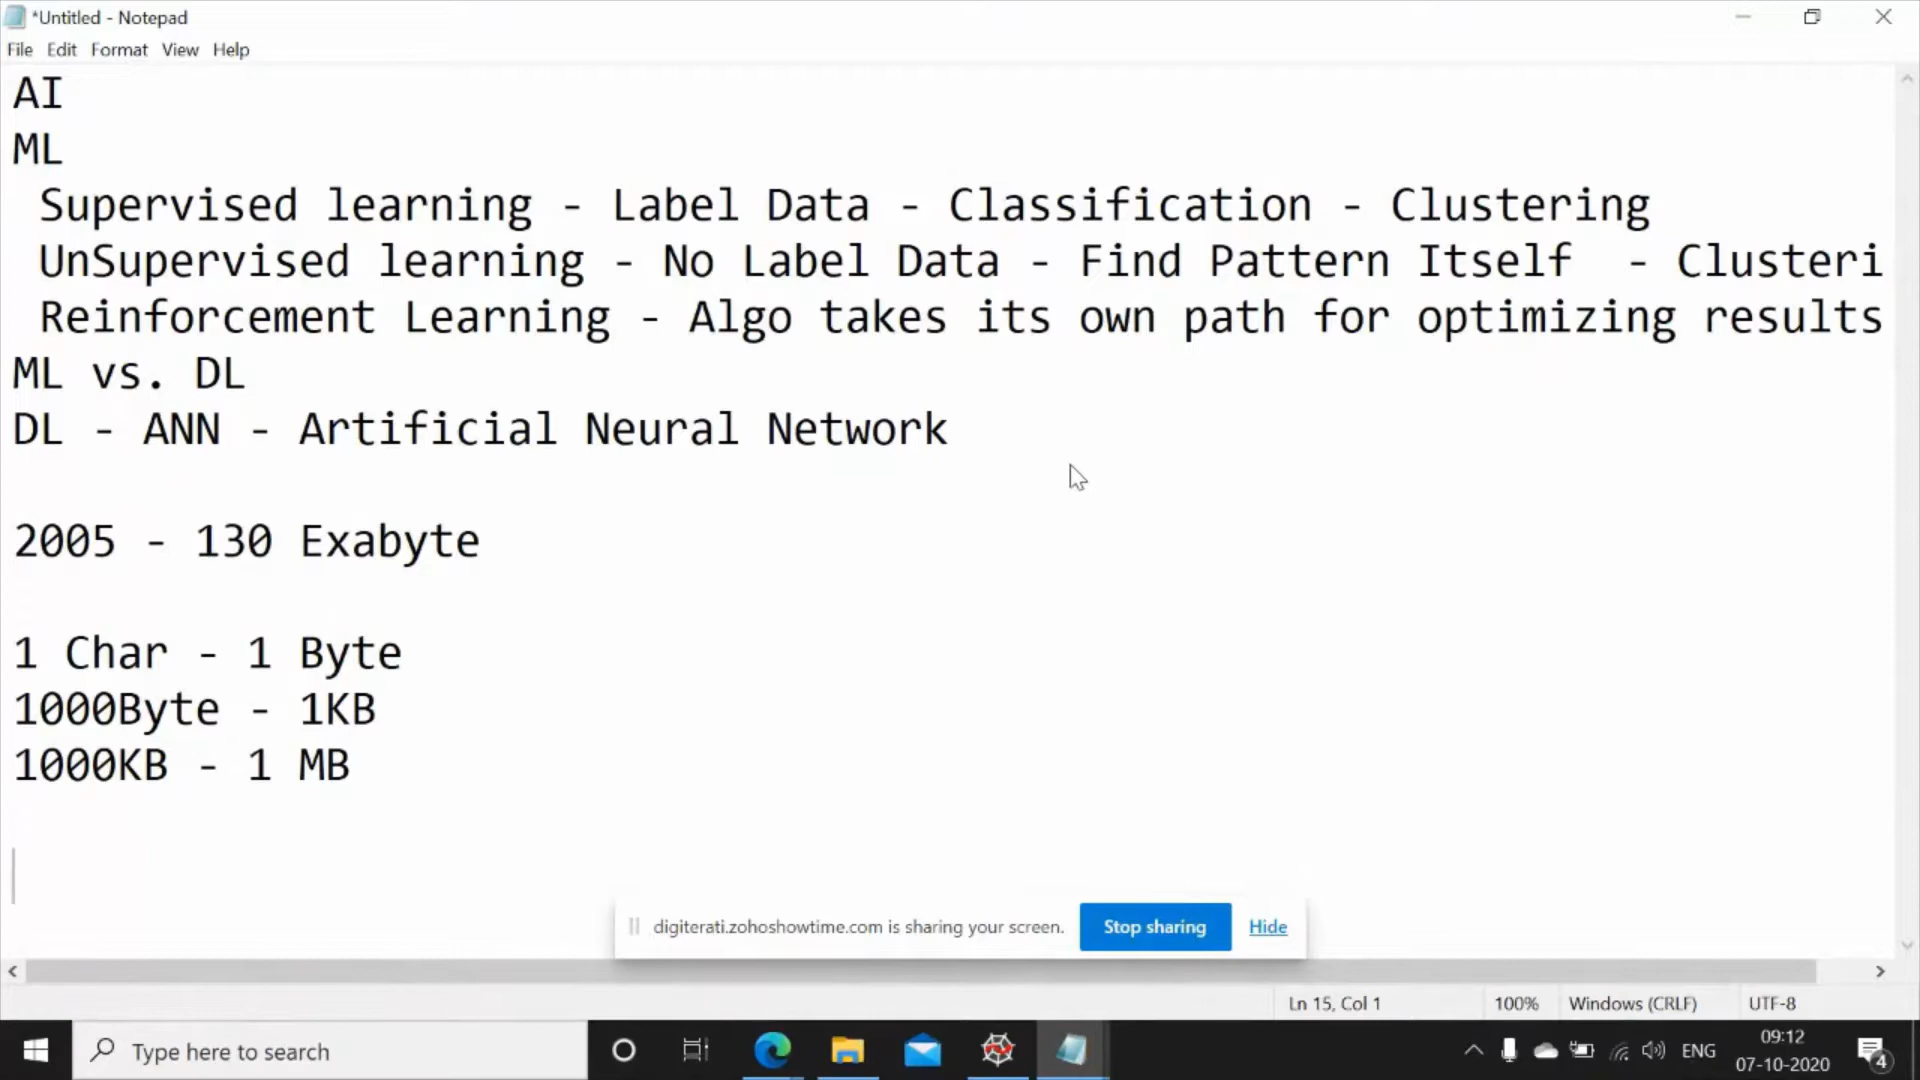 *Untitled - Notepad
File Edit Format View Help
AI
ML
Supervised learning - Label Data - Classification - Clustering
UnSupervised learning - No Label Data - Find Pattern Itself - Clusteri
Reinforcement Learning - Algo takes its own path for optimizing results
ML vs. DL
DL - ANN - Artificial Neural Network
2005 - 130 Exabyte
1 Char - 1 Byte
1000Byte - 1KB
1000KB - 1 MB
digiterati.zohoshowtime.com is sharing your screen. Stop sharing Hide
Ln 15, Col 1 100% Windows (CRLF) UTF-8
Type here to search
ENG
09:12
07-10-2020
4